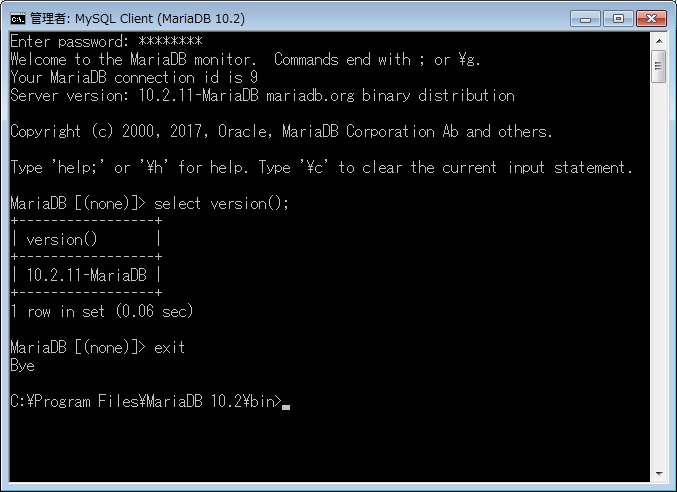 管理者: MySQL Client (MariaDB 10.2)
Enter password: ********
Welcome to the MariaDB monitor.  Commands end with ; or ¥g.
Your MariaDB connection id is 9
Server version: 10.2.11-MariaDB mariadb.org binary distribution
Copyright (c) 2000, 2017, Oracle, MariaDB Corporation Ab and others.
Type 'help;' or '¥h' for help. Type '¥c' to clear the current input statement.
MariaDB [(none)]> select version();
+-----------------+
| version()       |
+-----------------+
| 10.2.11-MariaDB |
+-----------------+
1 row in set (0.06 sec)
MariaDB [(none)]> exit
Bye
C:¥Program Files¥MariaDB 10.2¥bin>